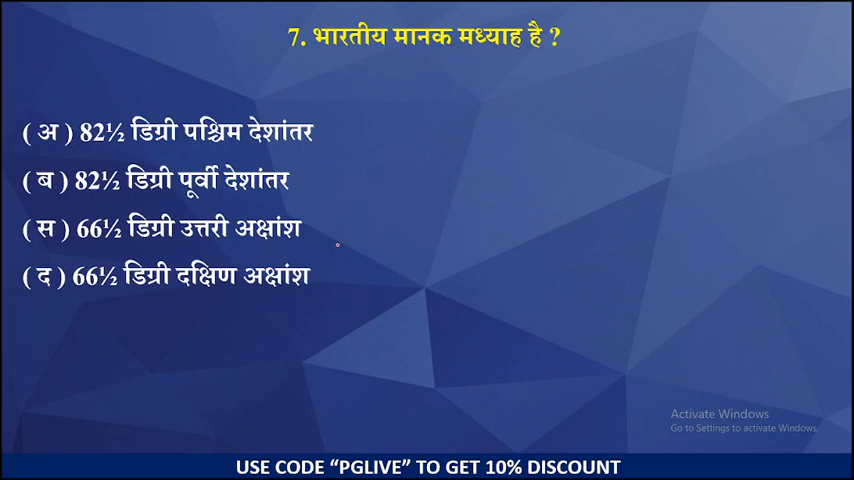 7. भारतीय मानक मध्याह है ?
( अ ) 82½ डिग्री पश्चिम देशांतर
( ब ) 82½ डिग्री पूर्वी देशांतर
( स ) 66½ डिग्री उत्तरी अक्षांश
( द ) 66½ डिग्री दक्षिण अक्षांश
Activate Windows
Go to Settings to activate Windows.
USE CODE “PGLIVE” TO GET 10% DISCOUNT